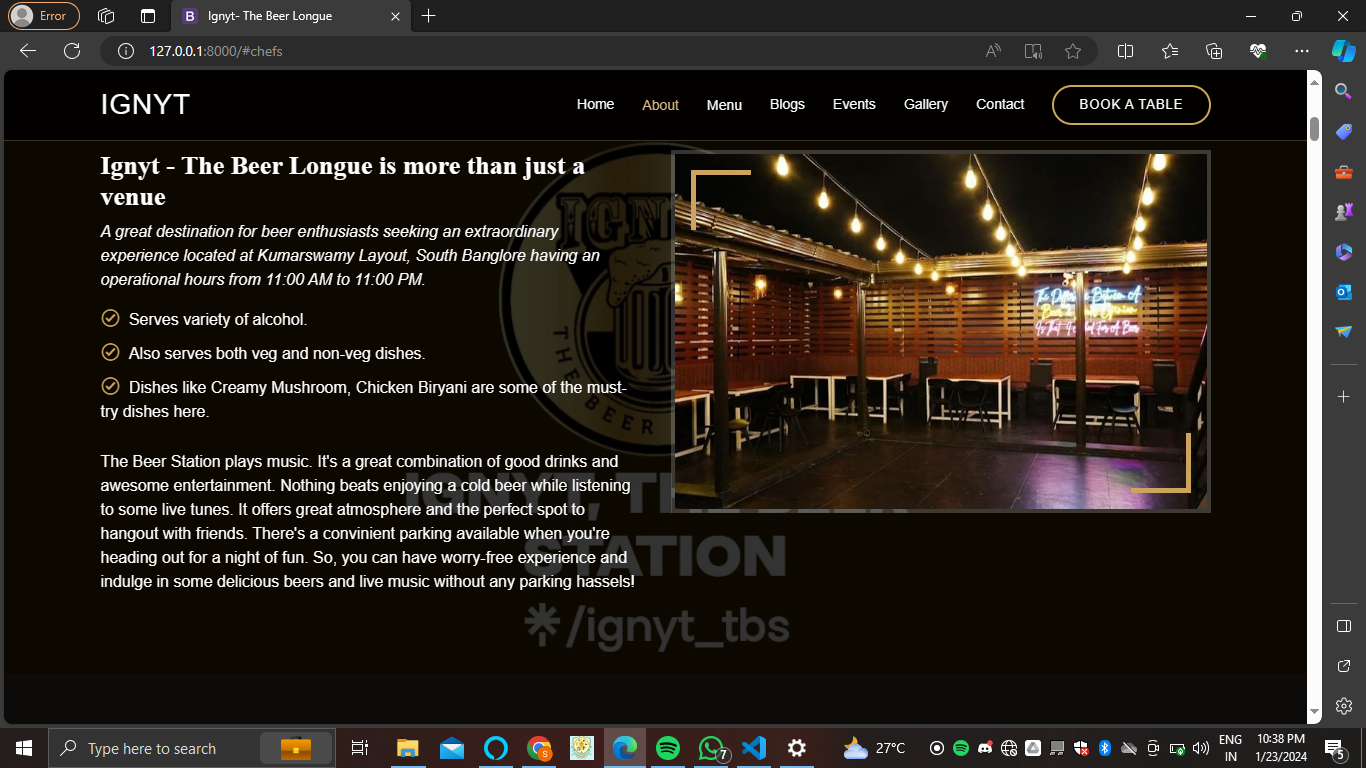 Error
Ignyt- The Beer Longue
127.0.0.1:8000/#chefs
IGNYT
Home
About
Menu
Blogs
Events
Gallery
Contact
BOOK A TABLE
Ignyt - The Beer Longue is more than just a
venue
A great destination for beer enthusiasts seeking an extraordinary
experience located at Kumarswamy Layout, South Banglore having an
operational hours from 11:00 AM to 11:00 PM.
Serves variety of alcohol.
Also serves both veg and non-veg dishes.
Dishes like Creamy Mushroom, Chicken Biryani are some of the must-
try dishes here.
The Beer Station plays music. It's a great combination of good drinks and
awesome entertainment. Nothing beats enjoying a cold beer while listening
to some live tunes. It offers great atmosphere and the perfect spot to
hangout with friends. There's a convinient parking available when you're
heading out for a night of fun. So, you can have worry-free experience and
indulge in some delicious beers and live music without any parking hassels!
STATION
/ignyt_tbs
Type here to search
7
27°C
ENG
IN
10:38 PM
1/23/2024
5